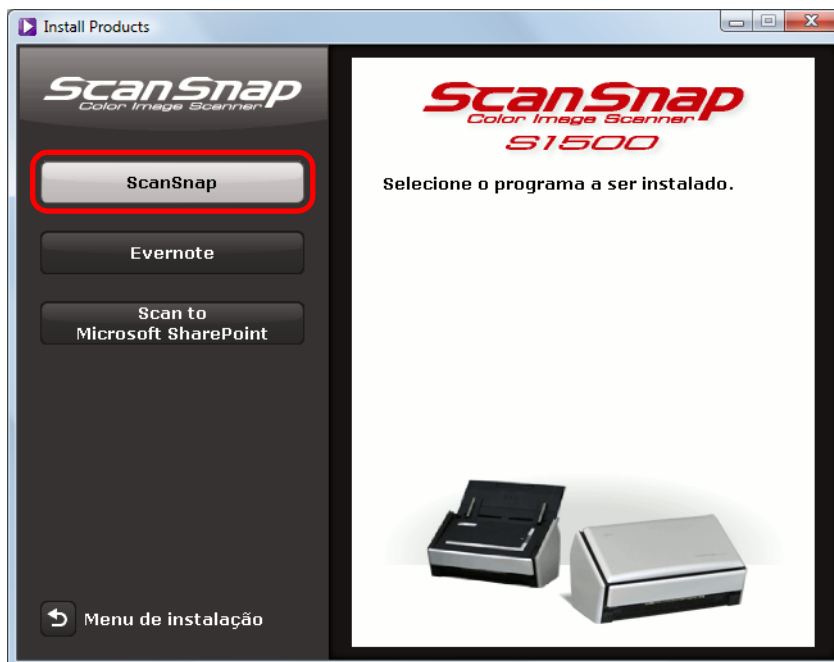 Install Products
ScanSnap
Color Image Scanner
ScanSnap
Evernote
Scan to
Microsoft SharePoint
Menu de instalação
ScanSnap
Color Image Scanner
S1500
Selecione o programa a ser instalado.